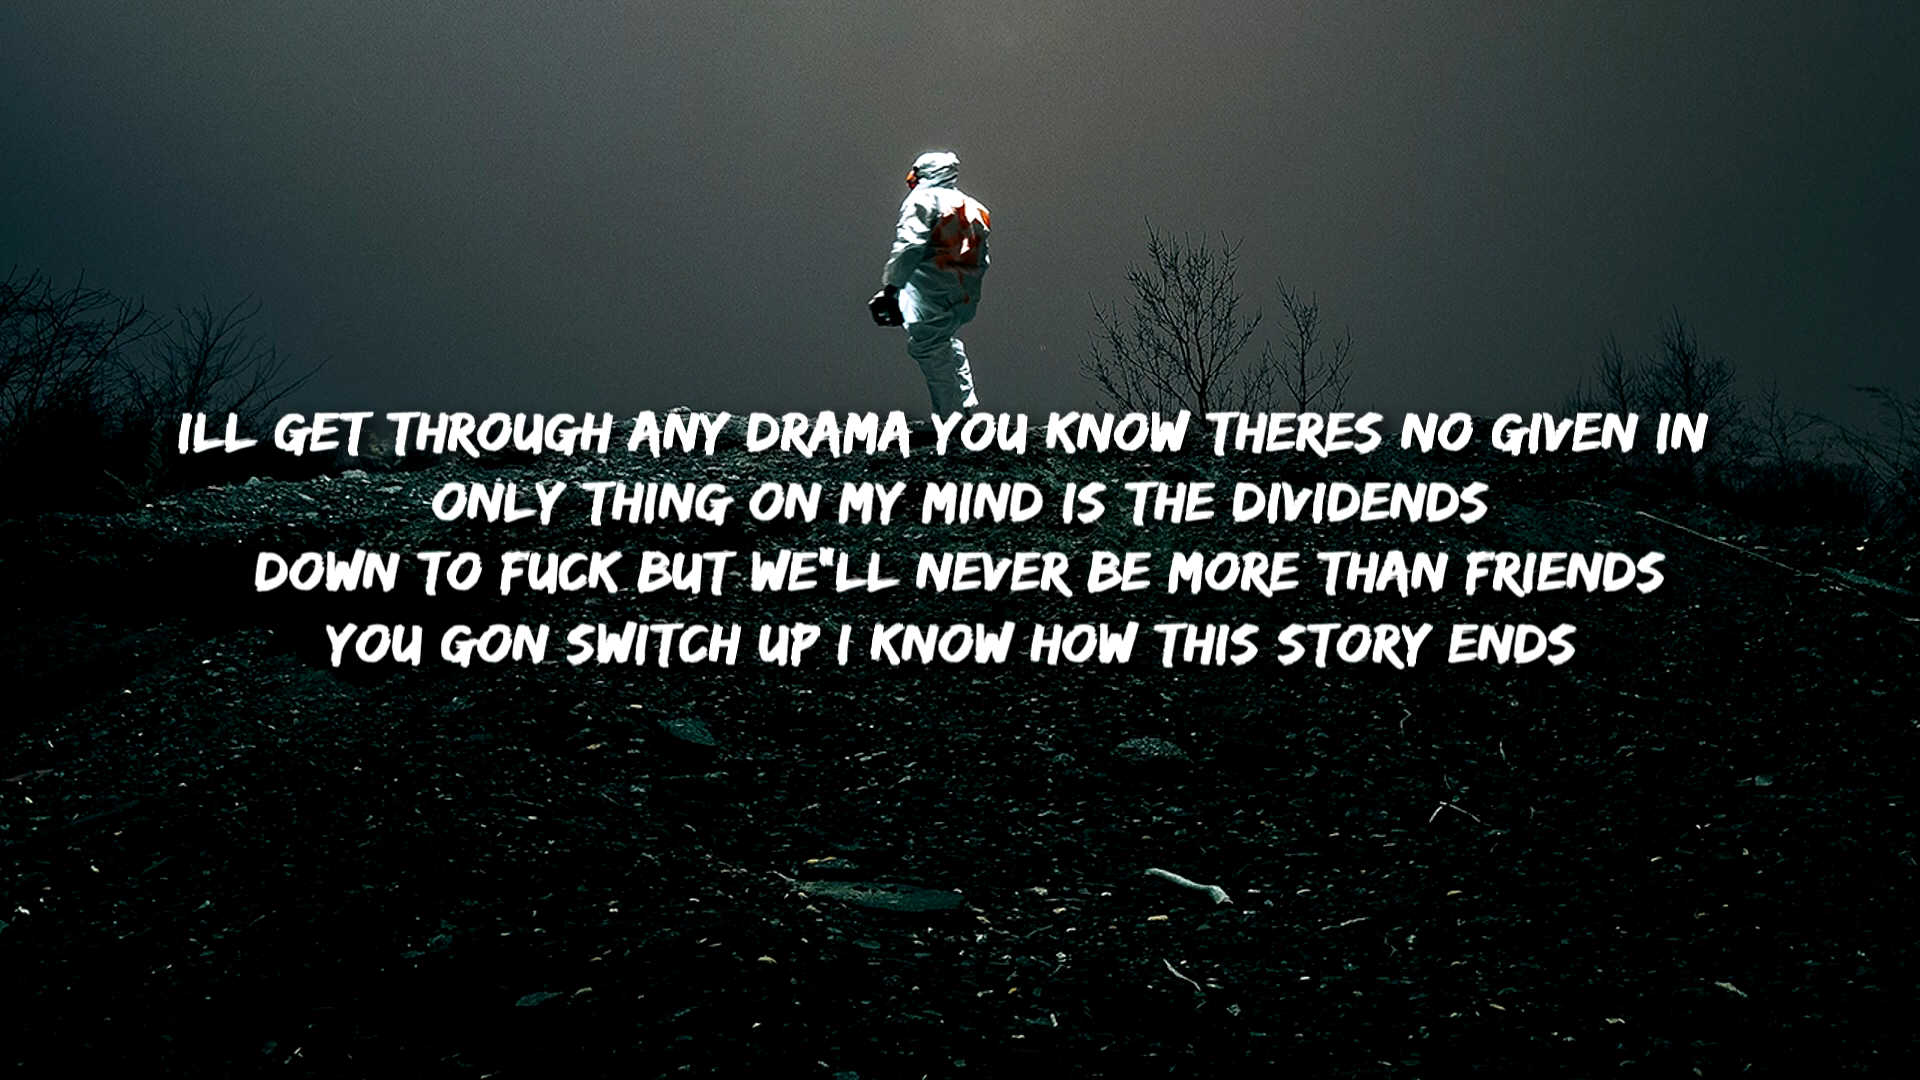 ILL GET THROUGH ANY DRAMA YOU KNOW THERES NO GIVEN IN
ONLY THING ON MY MIND IS THE DIVIDENDS
DOWN TO FUCK BUT WE"LL NEVER BE MORE THAN FRIENDS
YOU GON SWITCH UP I KNOW HOW THIS STORY ENDS